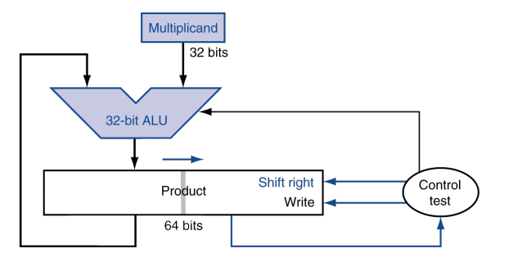 Multiplicand
32 bits
32-bit ALU
Product
Shift right
Write
64 bits
Control
test